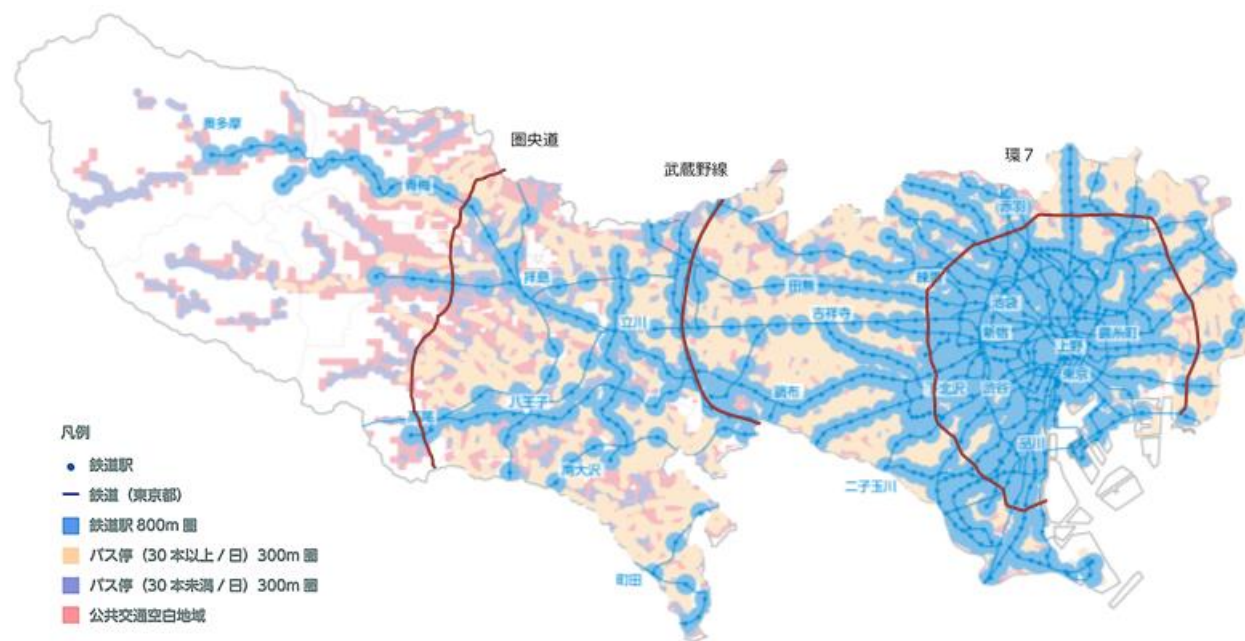 圏央道
武蔵野線
環7
奥多摩
青梅
赤羽
練馬
拝島
田無
池袋
吉祥寺
立川
新宿
上野
錦糸町
東京
北沢
渋谷
調布
八王子
高尾
品川
南大沢
二子玉川
町田
凡例
鉄道駅
鉄道（東京都）
鉄道駅 800m 圏
バス停（30 本以上 / 日）300m 圏
バス停（30 本未満 / 日）300m 圏
公共交通空白地域